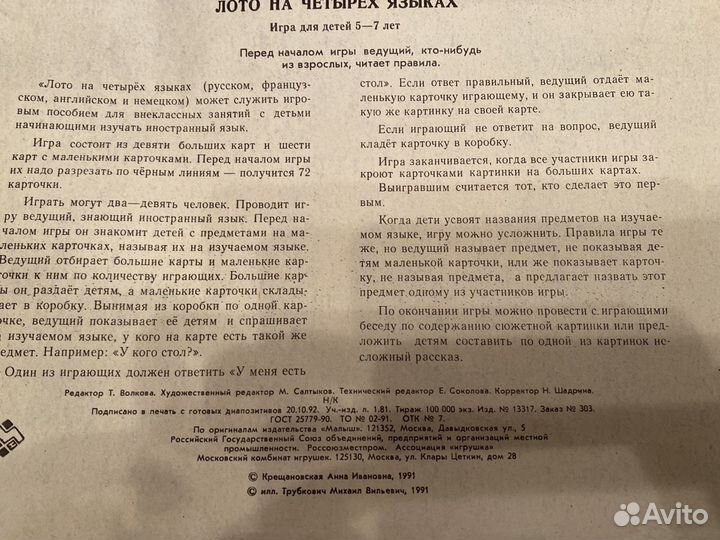 ЛОТО НА ЧЕТЫРЁХ ЯЗЫКАХ
Игра для детей 5—7 лет
Перед началом игры ведущий, кто-нибудь
из взрослых, читает правила.
«Лото на четырёх языках (русском, француз-
ском, английском и немецком) может служить игро-
вым пособием для внеклассных занятий с детьми
начинающими изучать иностранный язык.
Игра состоит из девяти больших карт и шести
карт с маленькими карточками. Перед началом игры
их надо разрезать по чёрным линиям — получится 72
карточки.
Играть могут два—девять человек. Проводит иг-
ру ведущий, знающий иностранный язык. Перед на-
чалом игры он знакомит детей с предметами на ма-
леньких карточках, называя их на изучаемом языке.
Ведущий отбирает большие карты и маленькие кар-
точки к ним по количеству играющих. Большие кар-
ы он раздаёт детям, а маленькие карточки склады-
ает в коробку. Вынимая из коробки по одной кар-
очке, ведущий показывает её детям и спрашивает
а изучаемом языке, у кого на карте есть такой же
едмет. Например: «У кого стол?».
Один из играющих должен ответить «У меня есть
стол». Если ответ правильный, ведущий отдаёт ма-
ленькую карточку играющему, и он закрывает ею та-
кую же картинку на своей карте.
Если играющий не ответит на вопрос, ведущий
кладёт карточку в коробку.
Игра заканчивается, когда все участники игры за-
кроют карточками картинки на больших картах.
Выигравшим считается тот, кто сделает это пер-
вым.
Когда дети усвоят названия предметов на изучае-
мом языке, игру можно усложнить. Правила игры те
же, но ведущий называет предмет, не показывая де-
тям маленькой карточки, или же показывает карточ-
ку, не называя предмета, а предлагает назвать этот
предмет одному из участников игры.
По окончании игры можно провести с играющими
беседу по содержанию сюжетной картинки или пред-
ложить детям составить по одной из картинок не-
сложный рассказ.
Редактор Т. Волкова. Художественный редактор М. Салтыков. Технический редактор Е. Соколова. Корректор Н. Шадрина.
Н/К
Подписано в печать с готовых диапозитивов 20.10.92. Уч.-изд. л. 1.81. Тираж 100 000 экз. Изд. № 13317. Заказ № 303.
ГОСТ 25779-90. ТО № 02-91. ОТК № 7.
По оригиналам издательства «Малыш». 121352, Москва, Давыдковская ул., 5
Российский Государственный Союз объединений, предприятий и организаций местной
промышленности. Россоюзместпром. Ассоциация «игрушка»
Московский комбинат игрушек. 125130, Москва, ул. Клары Цеткин, дом 28
© Крещановская Анна Ивановна, 1991
© илл. Трубкович Михаил Вильевич, 1991
Avito